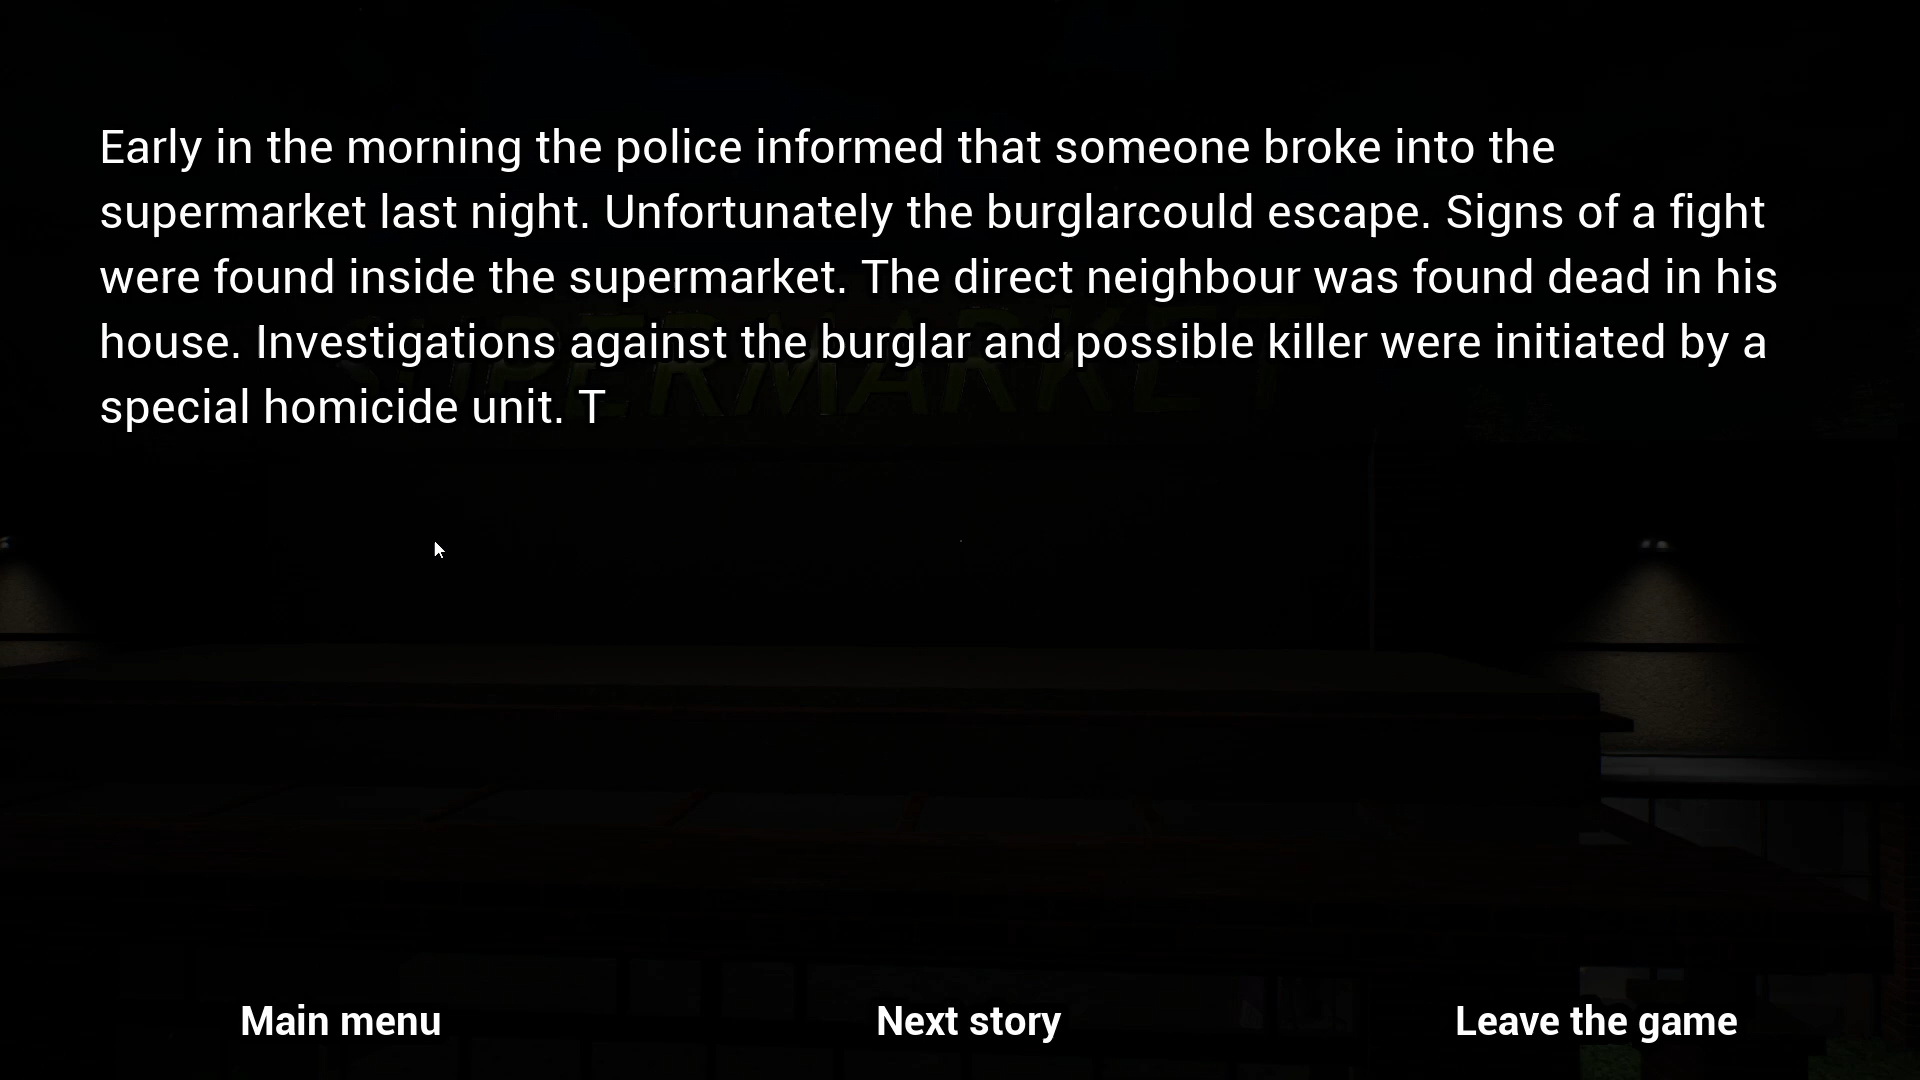 Early in the morning the police informed that someone broke into the
supermarket last night. Unfortunately the burglarcould escape. Signs of a fight
were found inside the supermarket. The direct neighbour was found dead in his
SUPERMARKET
house. Investigations against the burglar and possible killer were initiated by a
special homicide unit. T
Main menu
Next story
Leave the game